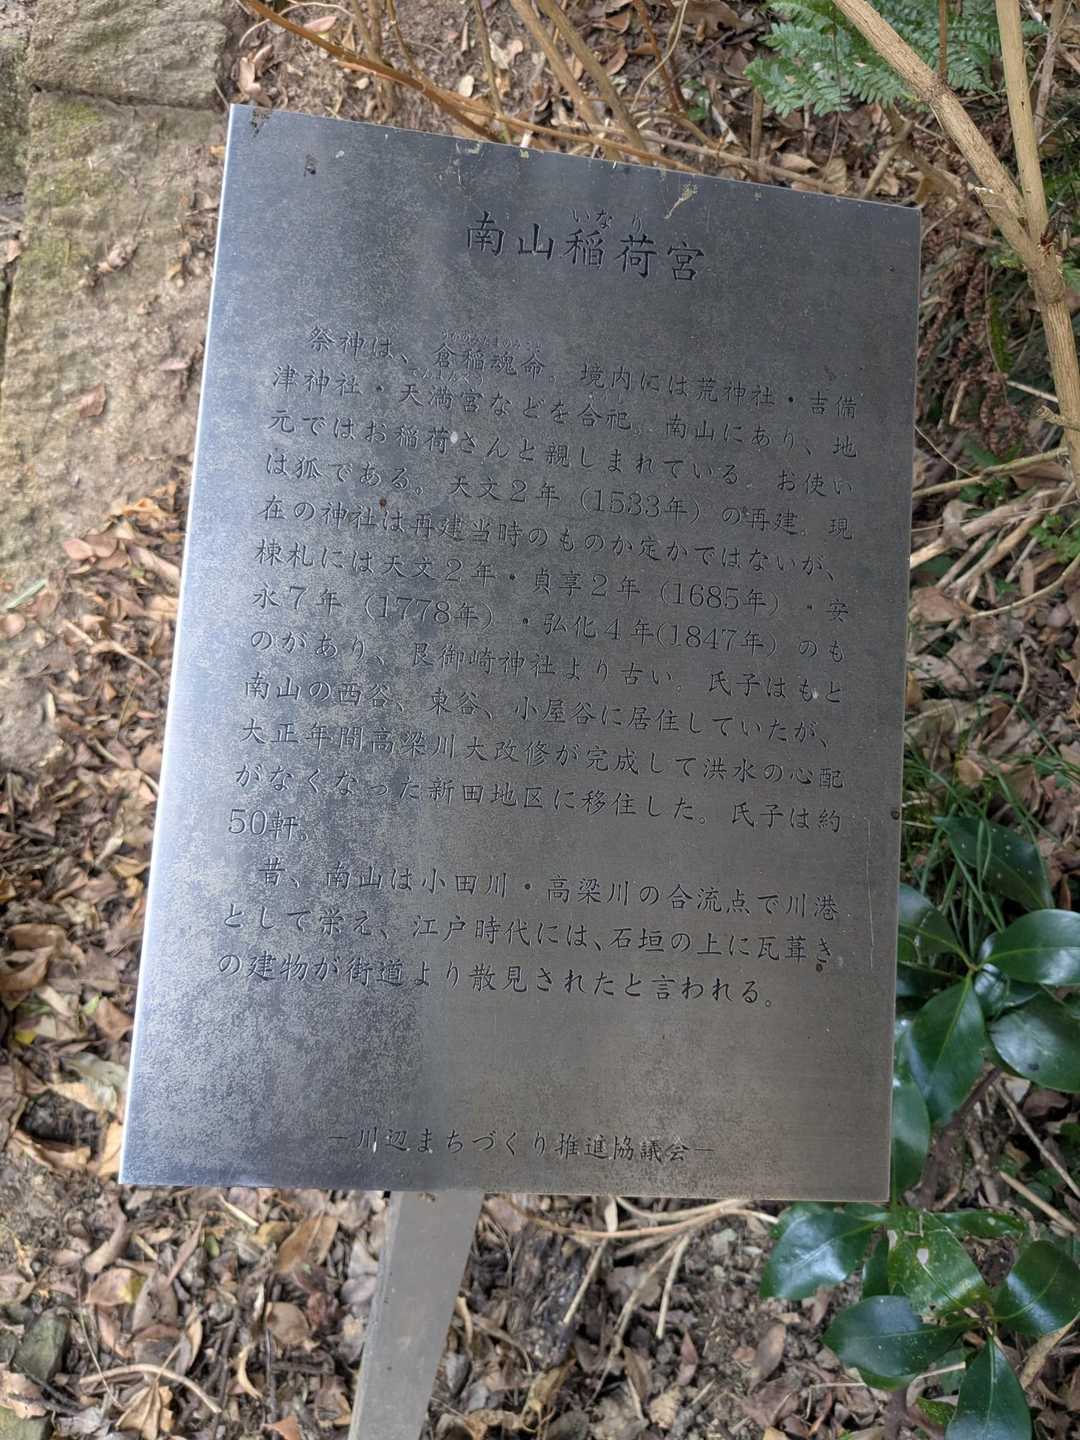 いなり
南山稲荷宮
祭神は、倉稲魂命。境内には荒神社・吉備
津神社・天満宮などを合祀。南山にあり、地
元ではお稲荷さんと親しまれている。お使い
は狐である。天文2年（1533年）の再建。現
在の神社は再建当時のものか定かではないが、
棟札には天文2年・貞享2年（1685年）・安
永7年（1778年）・弘化4年(1847年）のも
のがあり、艮御崎神社より古い。氏子はもと
南山の西谷、東谷、小屋谷に居住していたが、
大正年間高梁川大改修が完成して洪水の心配
がなくなった新田地区に移住した。氏子は約
50軒。
昔、南山は小田川・高梁川の合流点で川港
として栄え、江戸時代には、石垣の上に瓦葺き
の建物が街道より散見されたと言われる。
―川辺まちづくり推進協議会―